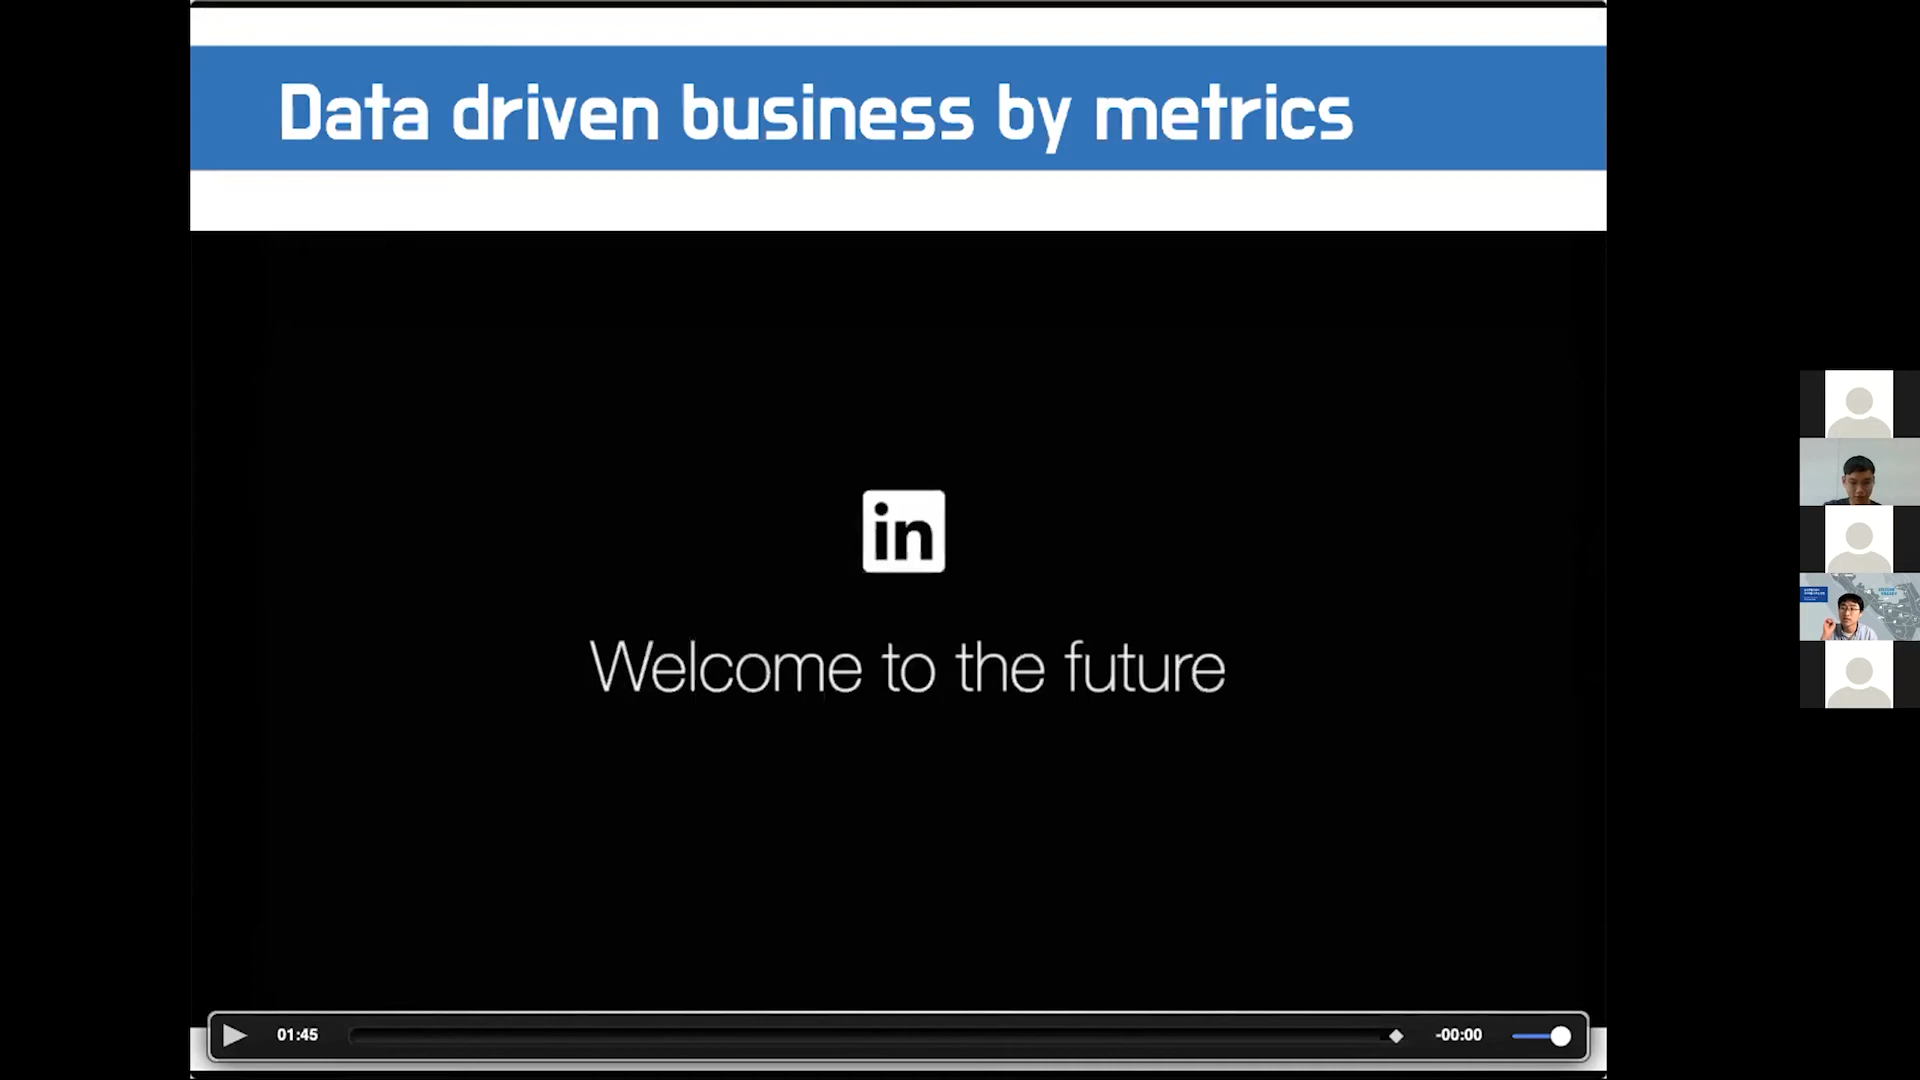 Data driven business by metrics
in
Welcome to the future
01:45
-00:00